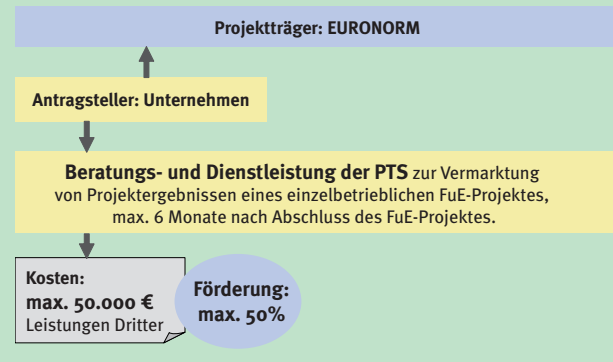 Projektträger: EURONORM
Antragsteller: Unternehmen
Beratungs- und Dienstleistung der PTS zur Vermarktung
von Projektergebnissen eines einzelbetrieblichen FuE-Projektes,
max. 6 Monate nach Abschluss des FuE-Projektes.
Kosten:
max. 50.000 €
Leistungen Dritter
Förderung:
max. 50%